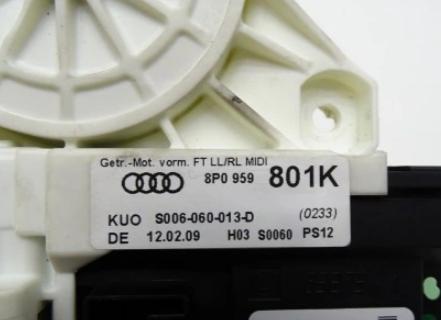 Getr.-Mot. vorm. FT LL/RL MIDI
8P0 959 801K
KUO S006-060-013-D (0233)
DE 12.02.09 H03 S0060 PS12